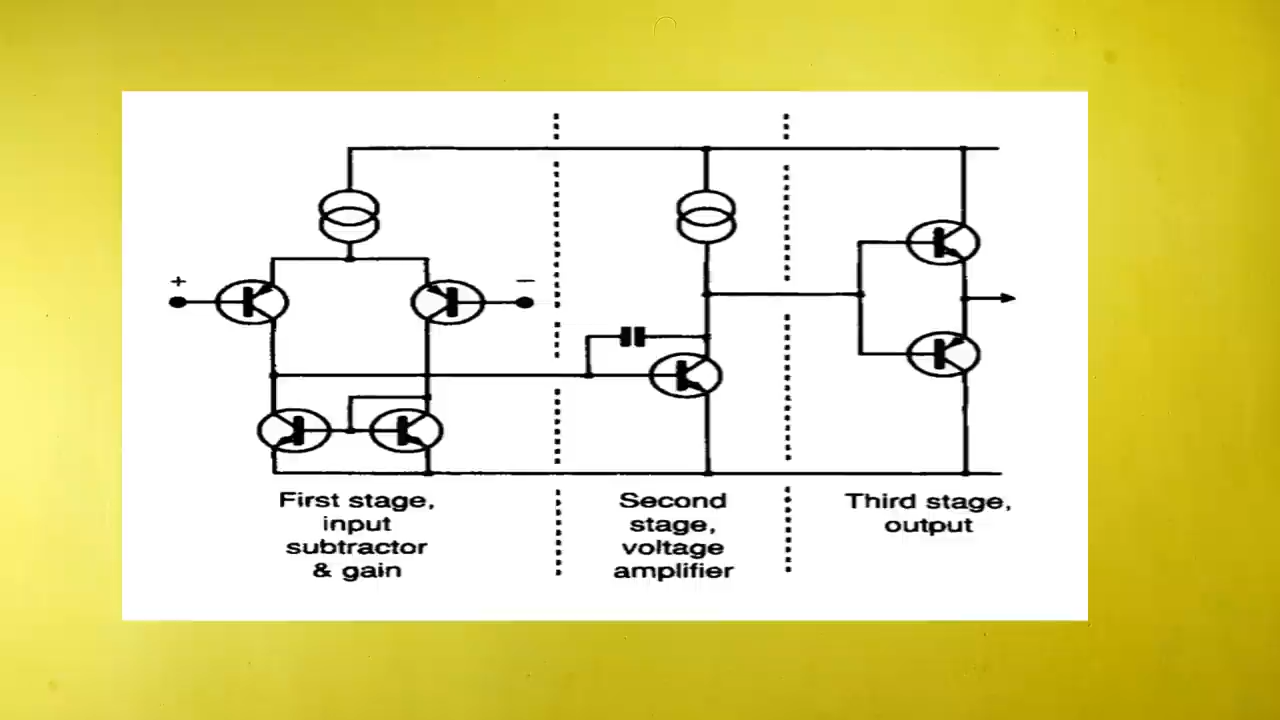 +
−
First stage,
input
subtractor
& gain
Second
stage,
voltage
amplifier
Third stage,
output